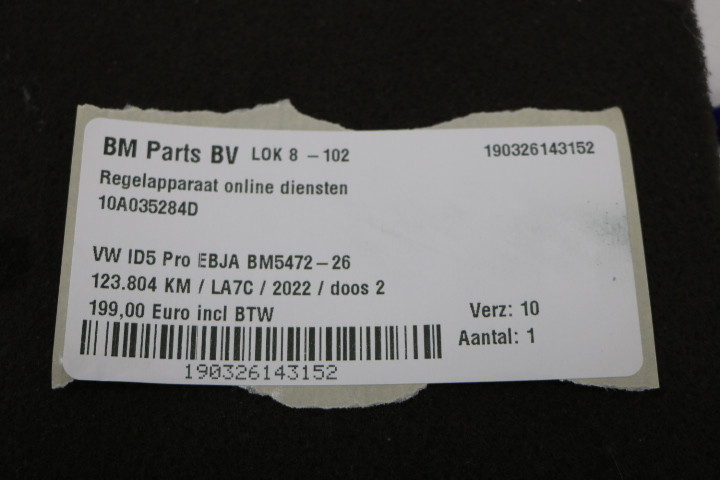 BM Parts BV LOK 8 - 102 190326143152
Regelapparaat online diensten
10A035284D
VW ID5 Pro EBJA BM5472-26
123.804 KM / LA7C / 2022 / doos 2
199,00 Euro incl BTW Verz: 10
Aantal: 1
190326143152